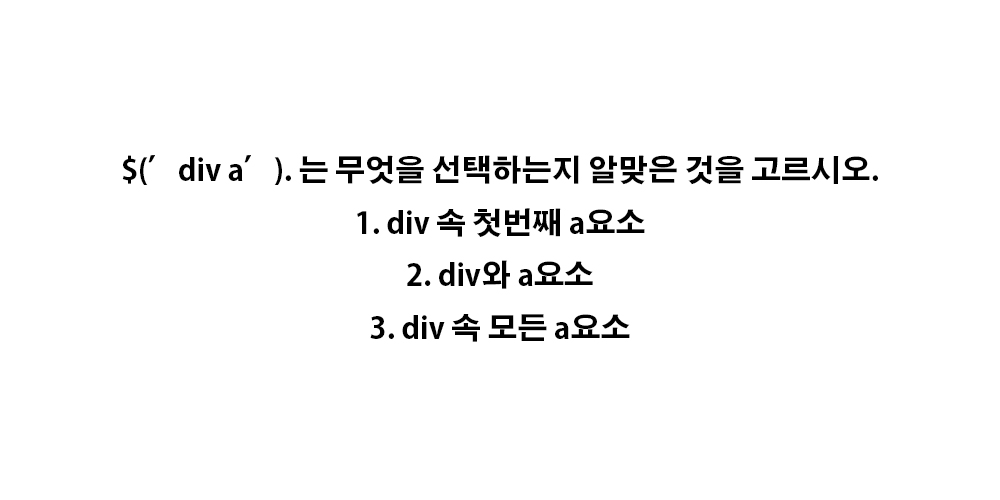 $(′ div a′ ). 는 무엇을 선택하는지 알맞은 것을 고르시오.
1. div 속 첫번째 a요소
2. div와 a요소
3. div 속 모든 a요소